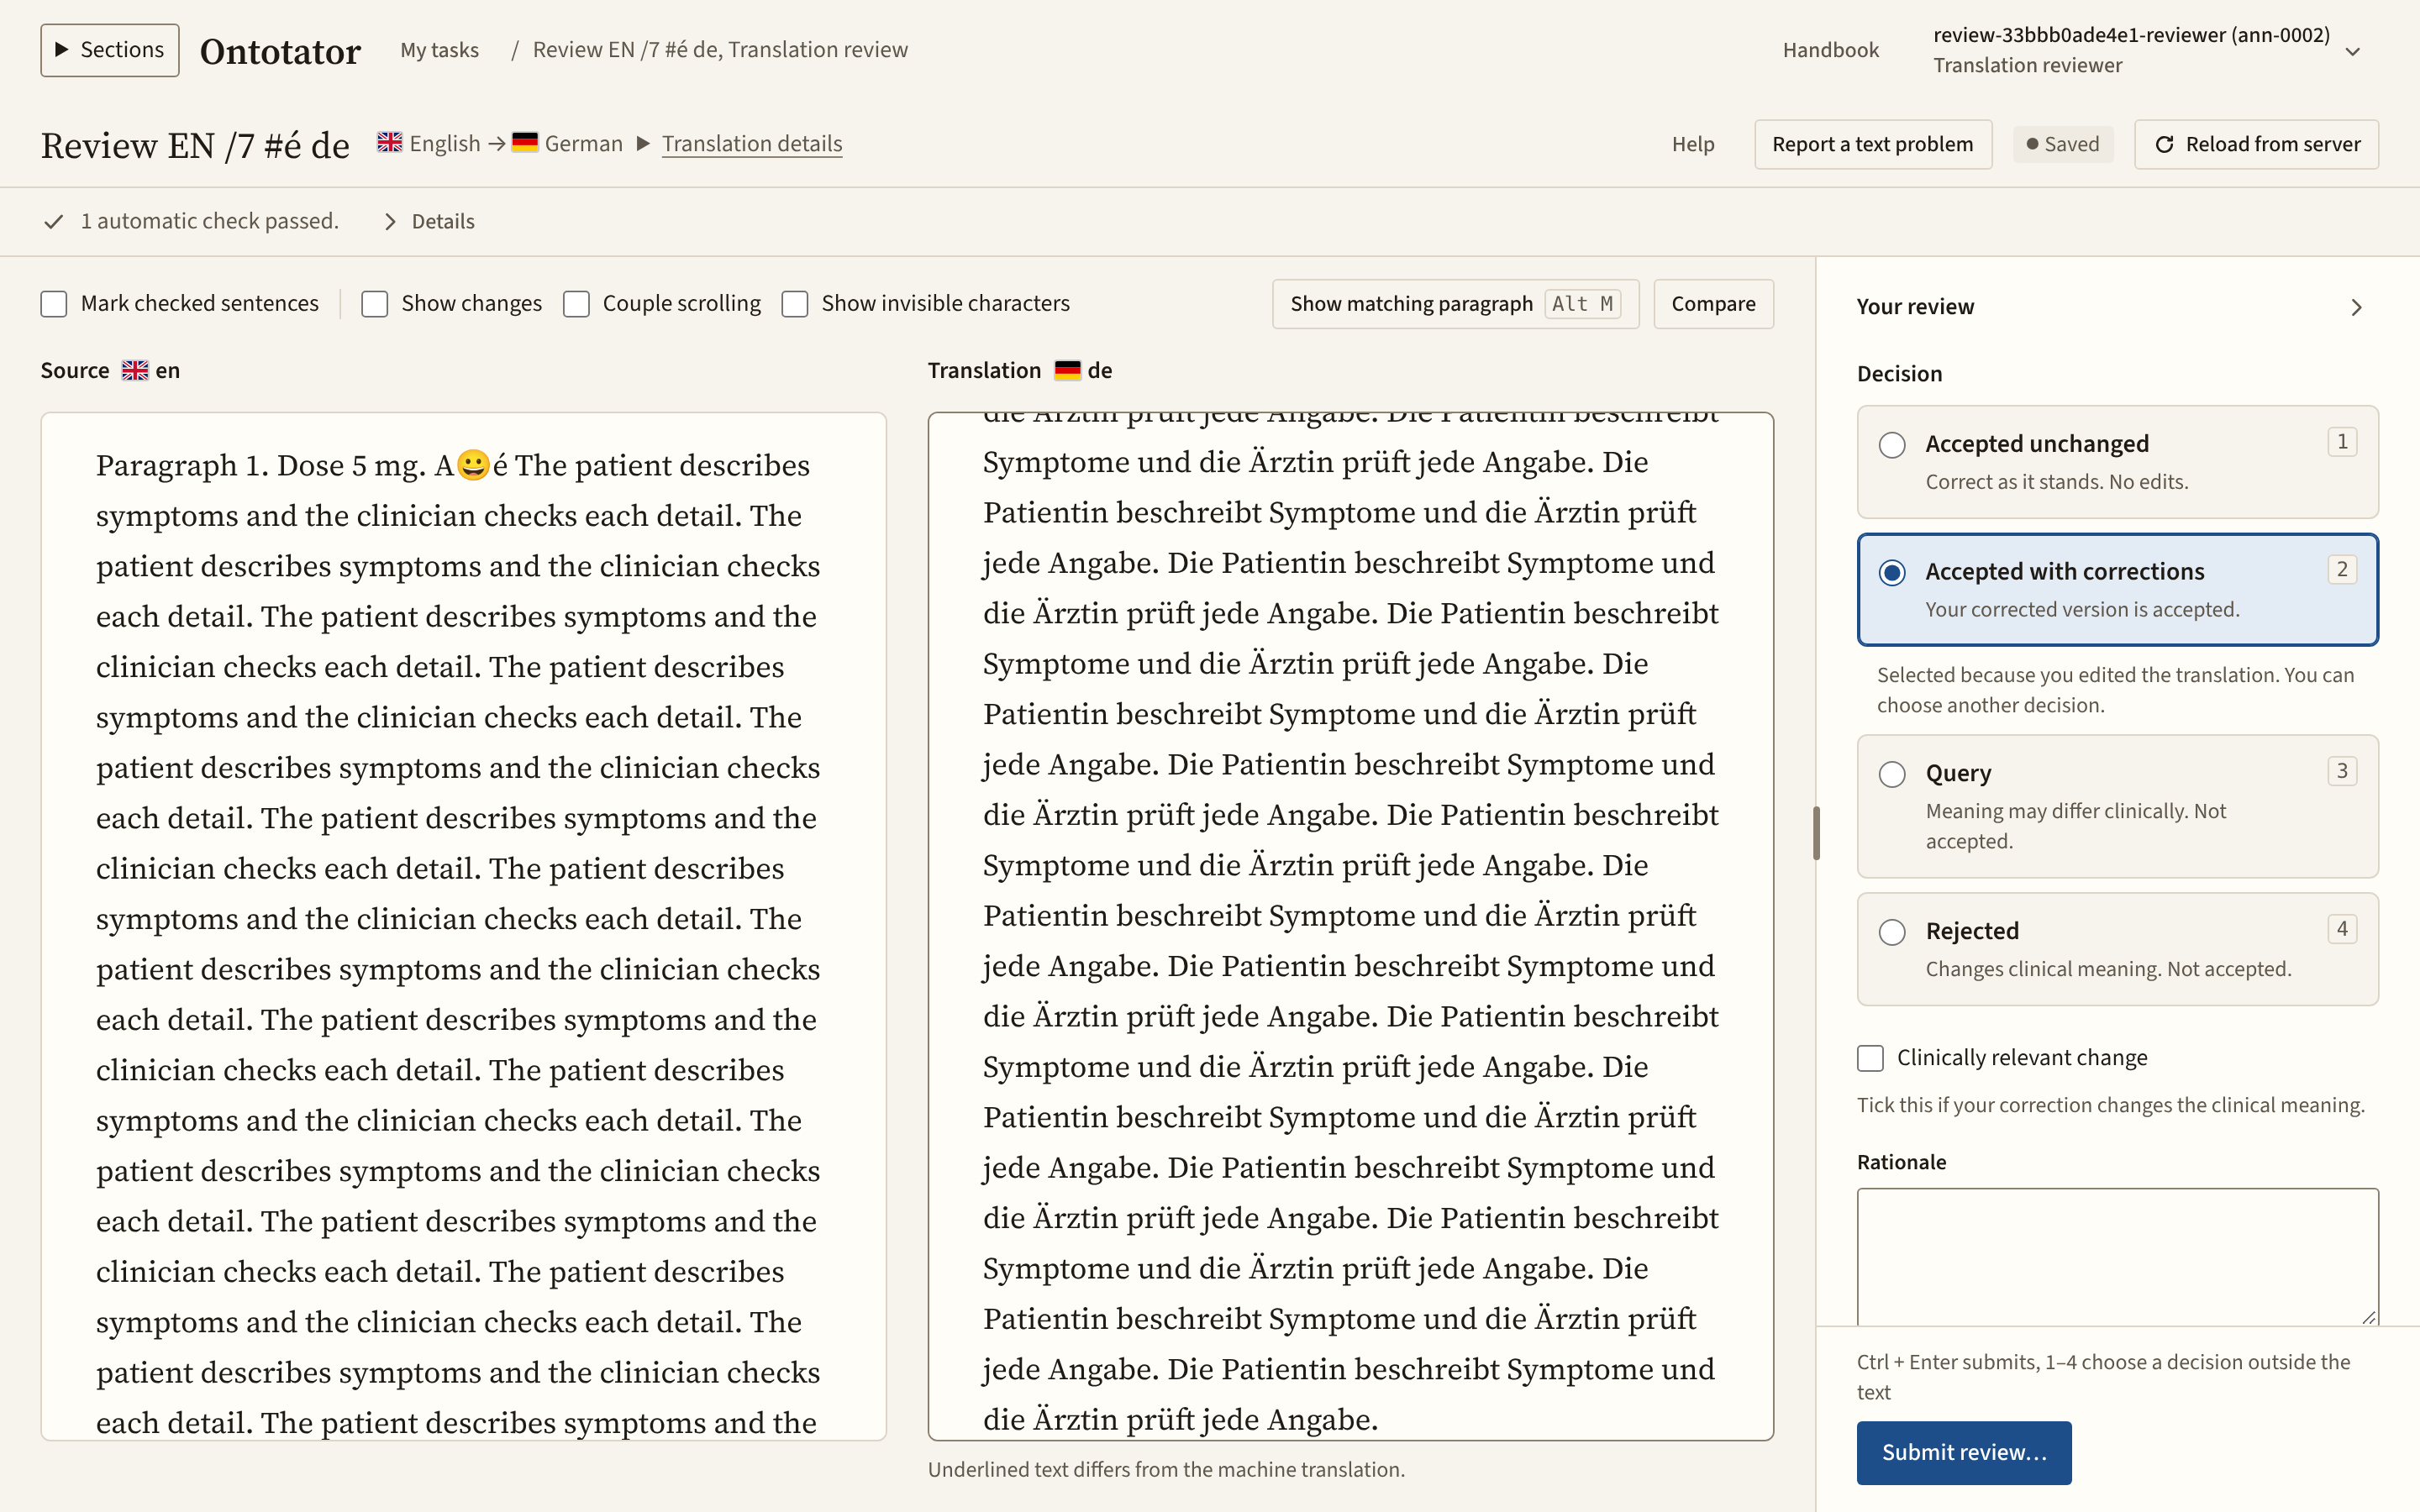 Sections
Ontotator
My tasks / Review EN /7 #é de, Translation review
Handbook
review-33bbb0ade4e1-reviewer (ann-0002)
Translation reviewer
Review EN /7 #é de
English → German
Translation details
Help
Report a text problem
Saved
Reload from server
1 automatic check passed.
Details
Mark checked sentences
Show changes
Couple scrolling
Show invisible characters
Show matching paragraph Alt M
Compare
Source en
Paragraph 1. Dose 5 mg. A😀é The patient describes
symptoms and the clinician checks each detail. The
patient describes symptoms and the clinician checks
each detail. The patient describes symptoms and the
clinician checks each detail. The patient describes
symptoms and the clinician checks each detail. The
patient describes symptoms and the clinician checks
each detail. The patient describes symptoms and the
clinician checks each detail. The patient describes
symptoms and the clinician checks each detail. The
patient describes symptoms and the clinician checks
each detail. The patient describes symptoms and the
clinician checks each detail. The patient describes
symptoms and the clinician checks each detail. The
patient describes symptoms and the clinician checks
each detail. The patient describes symptoms and the
clinician checks each detail. The patient describes
symptoms and the clinician checks each detail. The
patient describes symptoms and the clinician checks
each detail. The patient describes symptoms and the
Translation de
die Ärztin prüft jede Angabe. Die Patientin beschreibt
Symptome und die Ärztin prüft jede Angabe. Die
Patientin beschreibt Symptome und die Ärztin prüft
jede Angabe. Die Patientin beschreibt Symptome und
die Ärztin prüft jede Angabe. Die Patientin beschreibt
Symptome und die Ärztin prüft jede Angabe. Die
Patientin beschreibt Symptome und die Ärztin prüft
jede Angabe. Die Patientin beschreibt Symptome und
die Ärztin prüft jede Angabe. Die Patientin beschreibt
Symptome und die Ärztin prüft jede Angabe. Die
Patientin beschreibt Symptome und die Ärztin prüft
jede Angabe. Die Patientin beschreibt Symptome und
die Ärztin prüft jede Angabe. Die Patientin beschreibt
Symptome und die Ärztin prüft jede Angabe. Die
Patientin beschreibt Symptome und die Ärztin prüft
jede Angabe. Die Patientin beschreibt Symptome und
die Ärztin prüft jede Angabe. Die Patientin beschreibt
Symptome und die Ärztin prüft jede Angabe. Die
Patientin beschreibt Symptome und die Ärztin prüft
jede Angabe. Die Patientin beschreibt Symptome und
die Ärztin prüft jede Angabe.
Underlined text differs from the machine translation.
Your review
Decision
Accepted unchanged 1
Correct as it stands. No edits.
Accepted with corrections 2
Your corrected version is accepted.
Selected because you edited the translation. You can
choose another decision.
Query 3
Meaning may differ clinically. Not
accepted.
Rejected 4
Changes clinical meaning. Not accepted.
Clinically relevant change
Tick this if your correction changes the clinical meaning.
Rationale
Ctrl + Enter submits, 1–4 choose a decision outside the
text
Submit review…